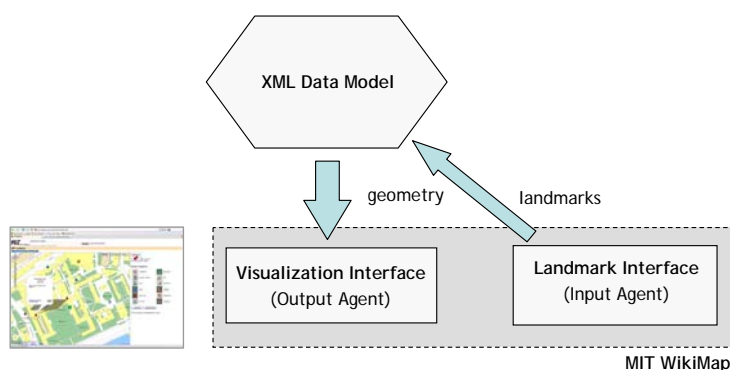 XML Data Model
geometry
landmarks
Visualization Interface
(Output Agent)
Landmark Interface
(Input Agent)
MIT WikiMap